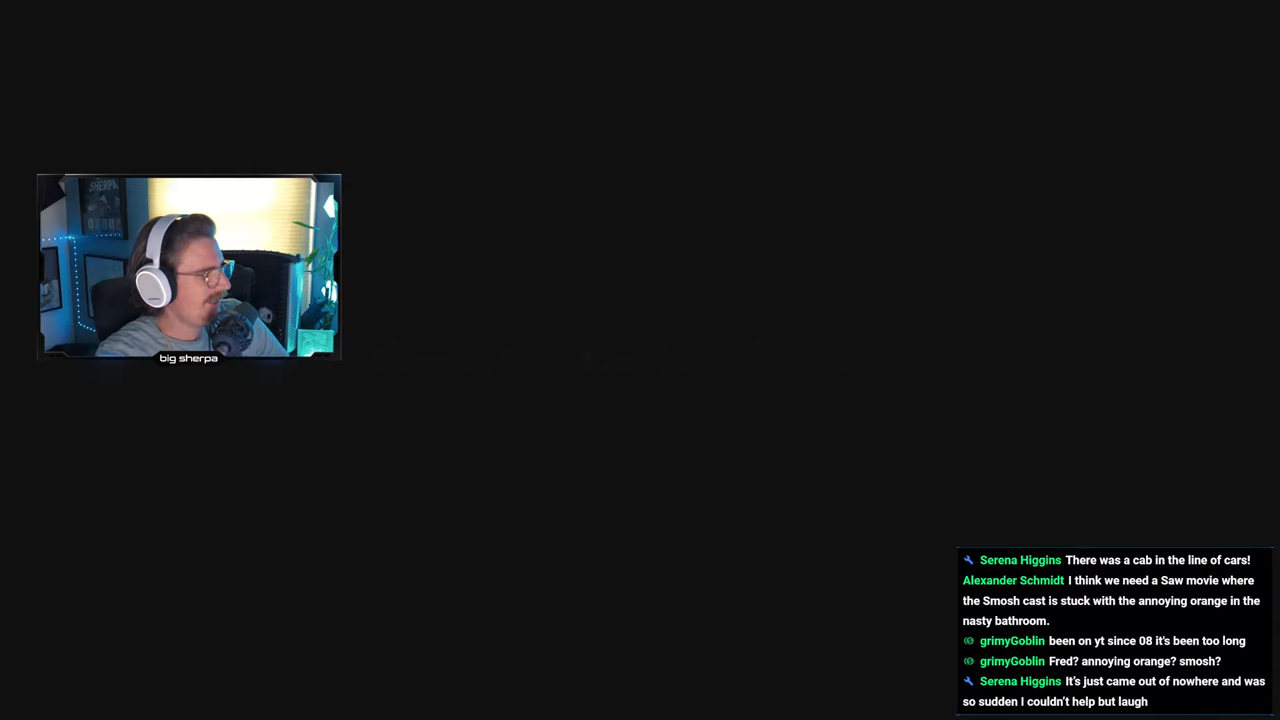 SHERPA
big sherpa
Serena Higgins There was a cab in the line of cars!
Alexander Schmidt I think we need a Saw movie where
the Smosh cast is stuck with the annoying orange in the
nasty bathroom.
grimyGoblin been on yt since 08 it's been too long
grimyGoblin Fred? annoying orange? smosh?
Serena Higgins It’s just came out of nowhere and was
so sudden I couldn’t help but laugh